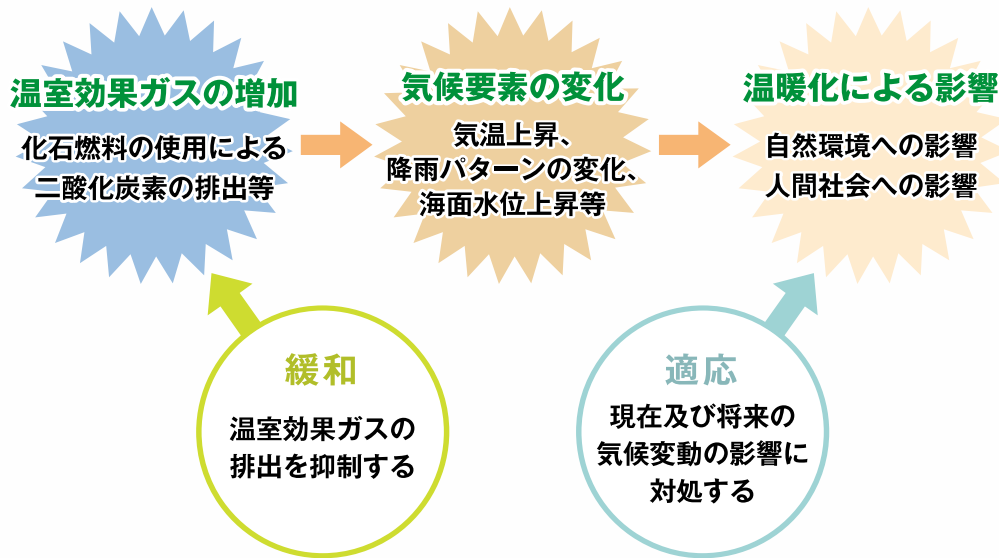 温室効果ガスの増加
化石燃料の使用による
二酸化炭素の排出等
気候要素の変化
気温上昇、
降雨パターンの変化、
海面水位上昇等
温暖化による影響
自然環境への影響
人間社会への影響
緩和
温室効果ガスの
排出を抑制する
適応
現在及び将来の
気候変動の影響に
対処する